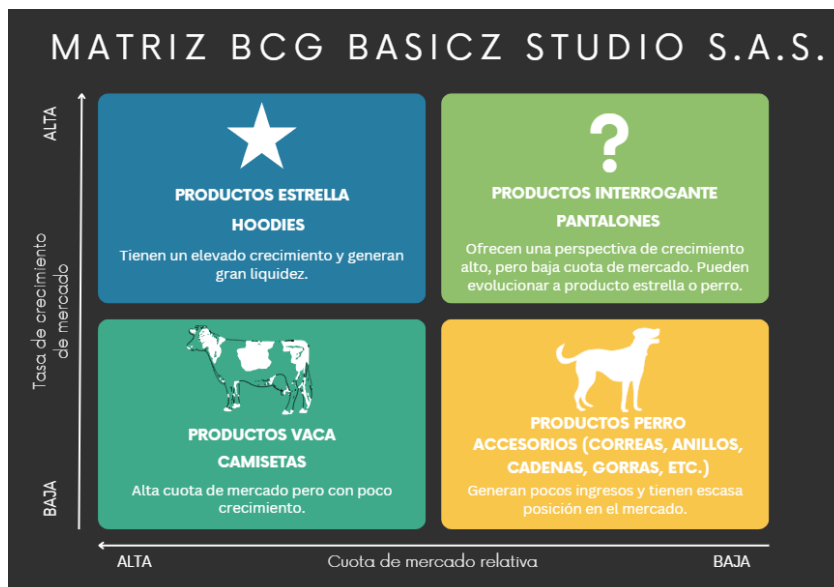 MATRIZ BCG BASICZ STUDIO S.A.S.
ALTA
Tasa de crecimiento
de mercado
BAJA
PRODUCTOS ESTRELLA
HOODIES
Tienen un elevado crecimiento y generan
gran liquidez.
?
PRODUCTOS INTERROGANTE
PANTALONES
Ofrecen una perspectiva de crecimiento
alto, pero baja cuota de mercado. Pueden
evolucionar a producto estrella o perro.
PRODUCTOS VACA
CAMISETAS
Alta cuota de mercado pero con poco
crecimiento.
PRODUCTOS PERRO
ACCESORIOS (CORREAS, ANILLOS,
CADENAS, GORRAS, ETC.)
Generan pocos ingresos y tienen escasa
posición en el mercado.
ALTA
Cuota de mercado relativa
BAJA